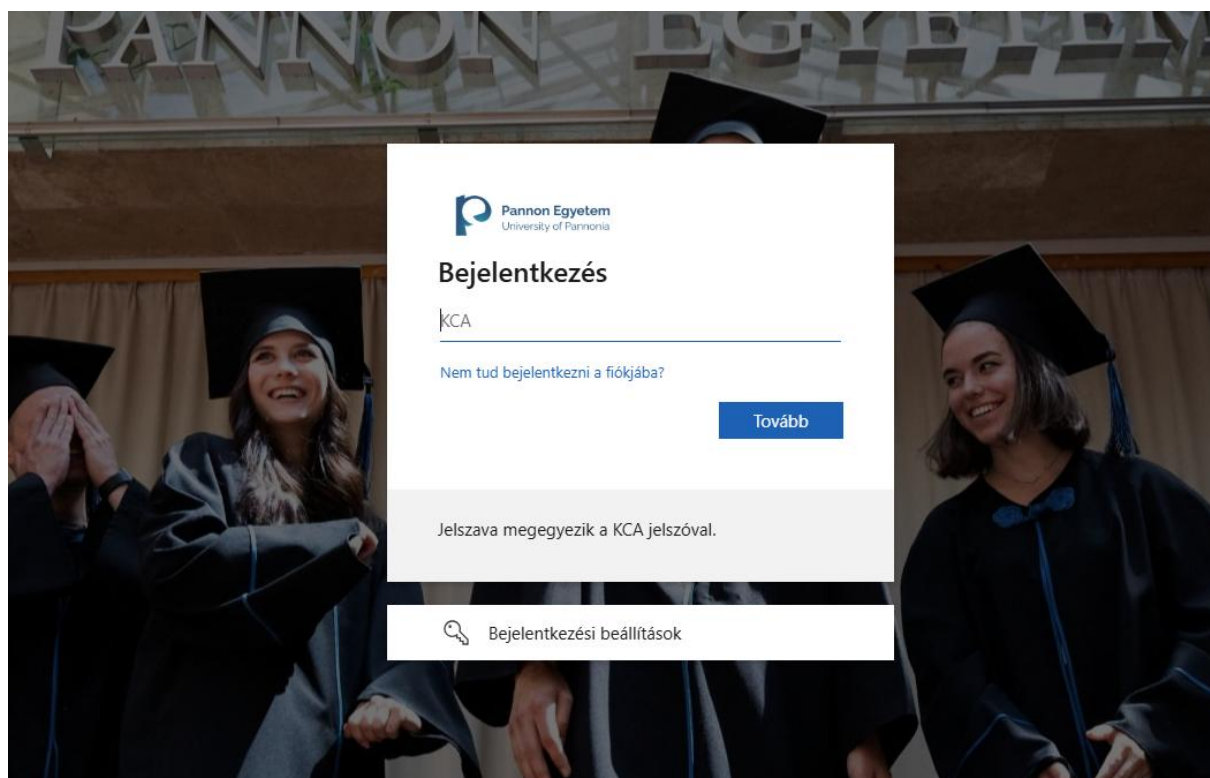 PANNON EGYETEM
Pannon Egyetem
University of Pannonia
Bejelentkezés
KCA
Nem tud bejelentkezni a fiókjába?
Tovább
Jelszava megegyezik a KCA jelszóval.
Bejelentkezési beállítások